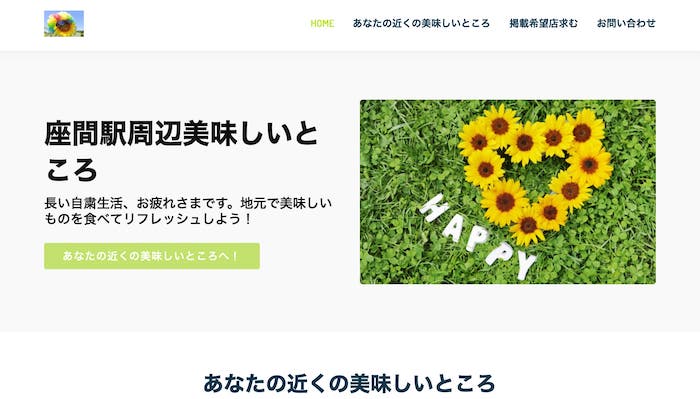 HOME
あなたの近くの美味しいところ
掲載希望店求む
お問い合わせ
座間駅周辺美味しいと
ころ
長い自粛生活、お疲れさまです。地元で美味しい
ものを食べてリフレッシュしよう！
あなたの近くの美味しいところへ！
HAPPY
あなたの近くの美味しいところ